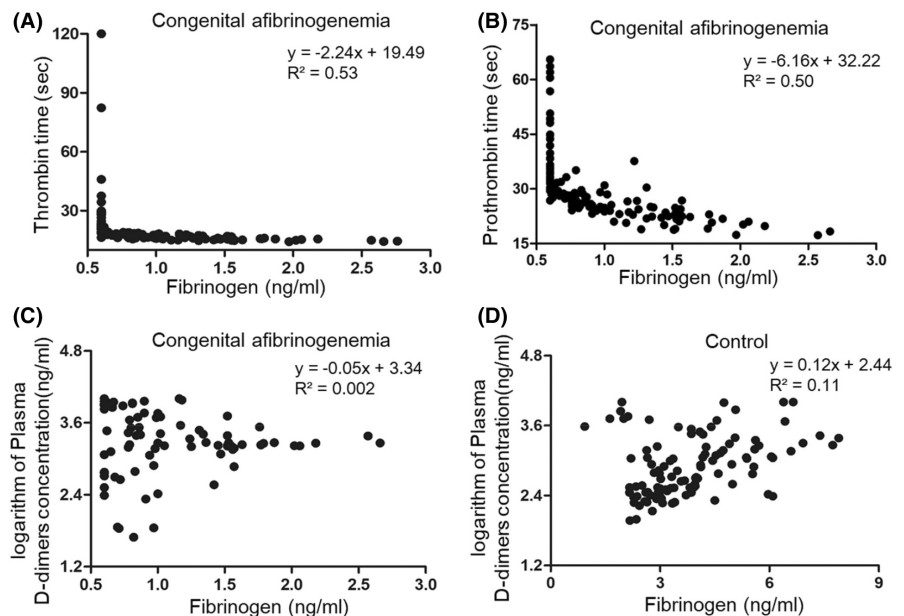 (A)
Congenital afibrinogenemia
y = -2.24x + 19.49
R² = 0.53
Thrombin time (sec)
120
90
60
30
0.5 1.0 1.5 2.0 2.5 3.0
Fibrinogen (ng/ml)
(B)
Congenital afibrinogenemia
y = -6.16x + 32.22
R² = 0.50
Prothrombin time (sec)
75
60
45
30
15
0.5 1.0 1.5 2.0 2.5 3.0
Fibrinogen (ng/ml)
(C)
Congenital afibrinogenemia
y = -0.05x + 3.34
R² = 0.002
logarithm of Plasma
D-dimers concentration(ng/ml)
4.8
3.6
2.4
1.2
0.5 1.0 1.5 2.0 2.5 3.0
Fibrinogen (ng/ml)
(D)
Control
y = 0.12x + 2.44
R² = 0.11
logarithm of Plasma
D-dimers concentration(ng/ml)
4.8
3.6
2.4
1.2
0 3 6 9
Fibrinogen (ng/ml)